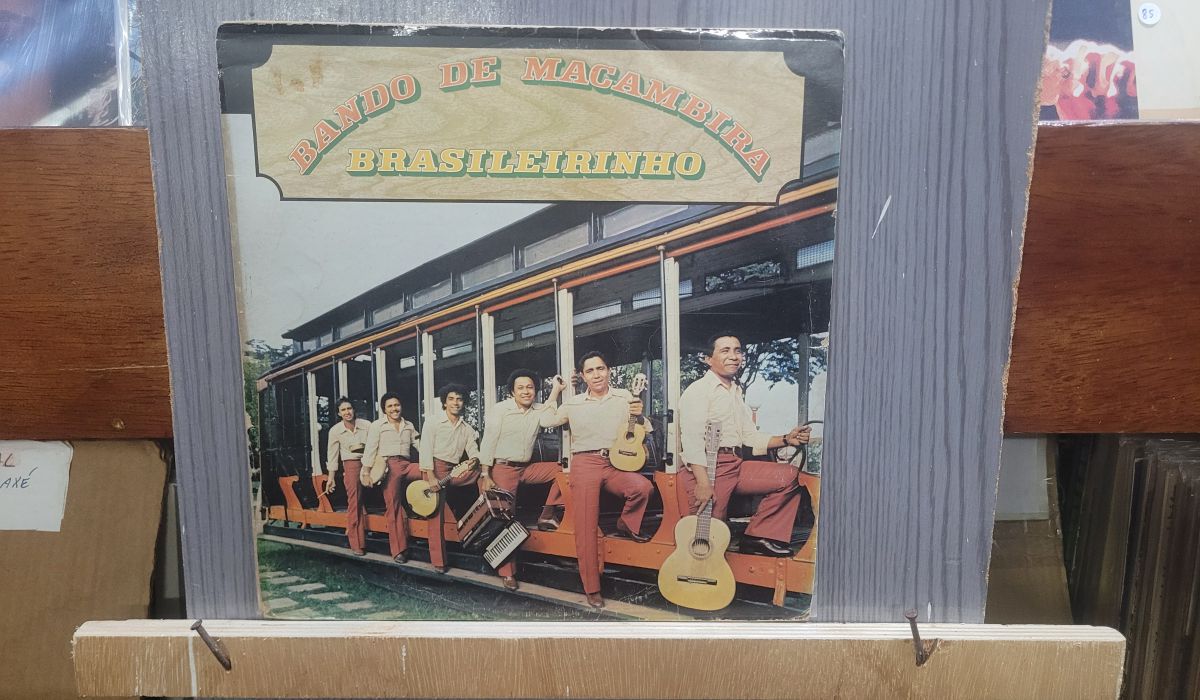 BANDO DE MACAMBIRA
BRASILEIRINHO
85
AXÉ